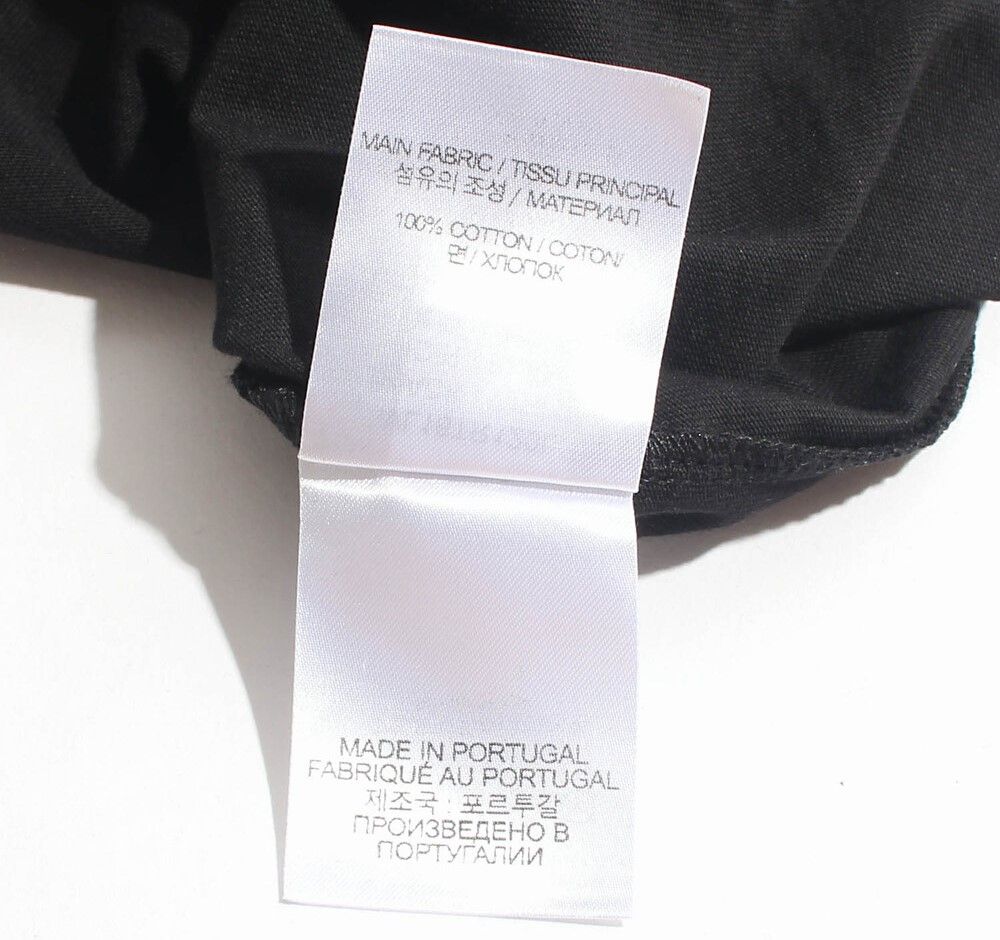 MAIN FABRIC / TISSU PRINCIPAL
섬유의 조성 / МАТЕРИАЛ
100% COTTON / COTON/
면 / ХЛОПОК
MADE IN PORTUGAL
FABRIQUÉ AU PORTUGAL
제조국 : 포르투갈
ПРОИЗВЕДЕНО В
ПОРТУГАЛИИ